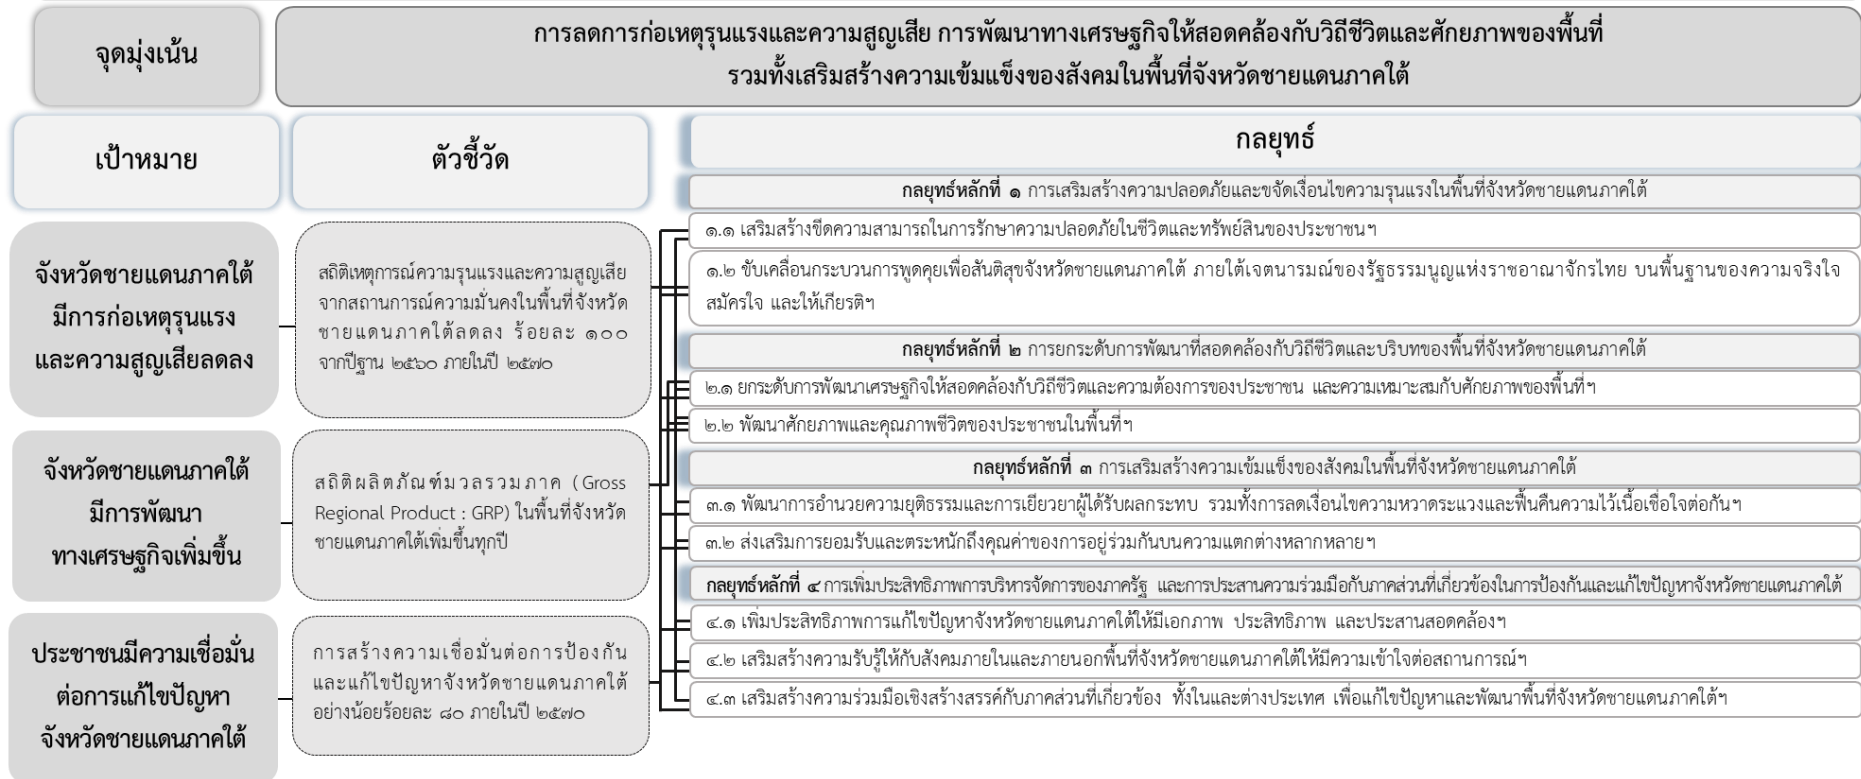 จุดมุ่งเน้น
การลดการก่อเหตุรุนแรงและความสูญเสีย การพัฒนาทางเศรษฐกิจให้สอดคล้องกับวิถีชีวิตและศักยภาพของพื้นที่
รวมทั้งเสริมสร้างความเข้มแข็งของสังคมในพื้นที่จังหวัดชายแดนภาคใต้
เป้าหมาย
ตัวชี้วัด
กลยุทธ์
จังหวัดชายแดนภาคใต้
มีการก่อเหตุรุนแรง
และความสูญเสียลดลง
สถิติเหตุการณ์ความรุนแรงและความสูญเสีย
จากสถานการณ์ความมั่นคงในพื้นที่จังหวัด
ชายแดนภาคใต้ลดลง ร้อยละ ๑๐๐
จากปีฐาน ๒๕๖๐ ภายในปี ๒๕๗๐
จังหวัดชายแดนภาคใต้
มีการพัฒนา
ทางเศรษฐกิจเพิ่มขึ้น
สถิติผลิตภัณฑ์มวลรวมภาค (Gross
Regional Product : GRP) ในพื้นที่จังหวัด
ชายแดนภาคใต้เพิ่มขึ้นทุกปี
ประชาชนมีความเชื่อมั่น
ต่อการแก้ไขปัญหา
จังหวัดชายแดนภาคใต้
การสร้างความเชื่อมั่นต่อการป้องกัน
และแก้ไขปัญหาจังหวัดชายแดนภาคใต้
อย่างน้อยร้อยละ ๘๐ ภายในปี ๒๕๗๐
กลยุทธ์หลักที่ ๑ การเสริมสร้างความปลอดภัยและขจัดเงื่อนไขความรุนแรงในพื้นที่จังหวัดชายแดนภาคใต้
๑.๑ เสริมสร้างขีดความสามารถในการรักษาความปลอดภัยในชีวิตและทรัพย์สินของประชาชนฯ
๑.๒ ขับเคลื่อนกระบวนการพูดคุยเพื่อสันติสุขจังหวัดชายแดนภาคใต้ ภายใต้เจตนารมณ์ของรัฐธรรมนูญแห่งราชอาณาจักรไทย บนพื้นฐานของความจริงใจ
สมัครใจ และให้เกียรติฯ
กลยุทธ์หลักที่ ๒ การยกระดับการพัฒนาที่สอดคล้องกับวิถีชีวิตและบริบทของพื้นที่จังหวัดชายแดนภาคใต้
๒.๑ ยกระดับการพัฒนาเศรษฐกิจให้สอดคล้องกับวิถีชีวิตและความต้องการของประชาชน และความเหมาะสมกับศักยภาพของพื้นที่ฯ
๒.๒ พัฒนาศักยภาพและคุณภาพชีวิตของประชาชนในพื้นที่ฯ
กลยุทธ์หลักที่ ๓ การเสริมสร้างความเข้มแข็งของสังคมในพื้นที่จังหวัดชายแดนภาคใต้
๓.๑ พัฒนาการอำนวยความยุติธรรมและการเยียวยาผู้ได้รับผลกระทบ รวมทั้งการลดเงื่อนไขความหวาดระแวงและฟื้นคืนความไว้เนื้อเชื่อใจต่อกันฯ
๓.๒ ส่งเสริมการยอมรับและตระหนักถึงคุณค่าของการอยู่ร่วมกันบนความแตกต่างหลากหลายฯ
กลยุทธ์หลักที่ ๔ การเพิ่มประสิทธิภาพการบริหารจัดการของภาครัฐ และการประสานความร่วมมือกับภาคส่วนที่เกี่ยวข้องในการป้องกันและแก้ไขปัญหาจังหวัดชายแดนภาคใต้
๔.๑ เพิ่มประสิทธิภาพการแก้ไขปัญหาจังหวัดชายแดนภาคใต้ให้มีเอกภาพ ประสิทธิภาพ และประสานสอดคล้องฯ
๔.๒ เสริมสร้างความรับรู้ให้กับสังคมภายในและภายนอกพื้นที่จังหวัดชายแดนภาคใต้ให้มีความเข้าใจต่อสถานการณ์ฯ
๔.๓ เสริมสร้างความร่วมมือเชิงสร้างสรรค์กับภาคส่วนที่เกี่ยวข้อง ทั้งในและต่างประเทศ เพื่อแก้ไขปัญหาและพัฒนาพื้นที่จังหวัดชายแดนภาคใต้ฯ